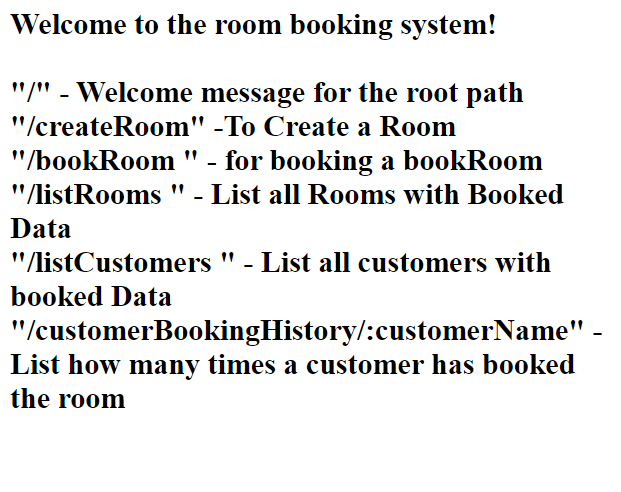 Welcome to the room booking system!
"/" - Welcome message for the root path
"/createRoom" -To Create a Room
"/bookRoom " - for booking a bookRoom
"/listRooms " - List all Rooms with Booked
Data
"/listCustomers " - List all customers with
booked Data
"/customerBookingHistory/:customerName" -
List how many times a customer has booked
the room